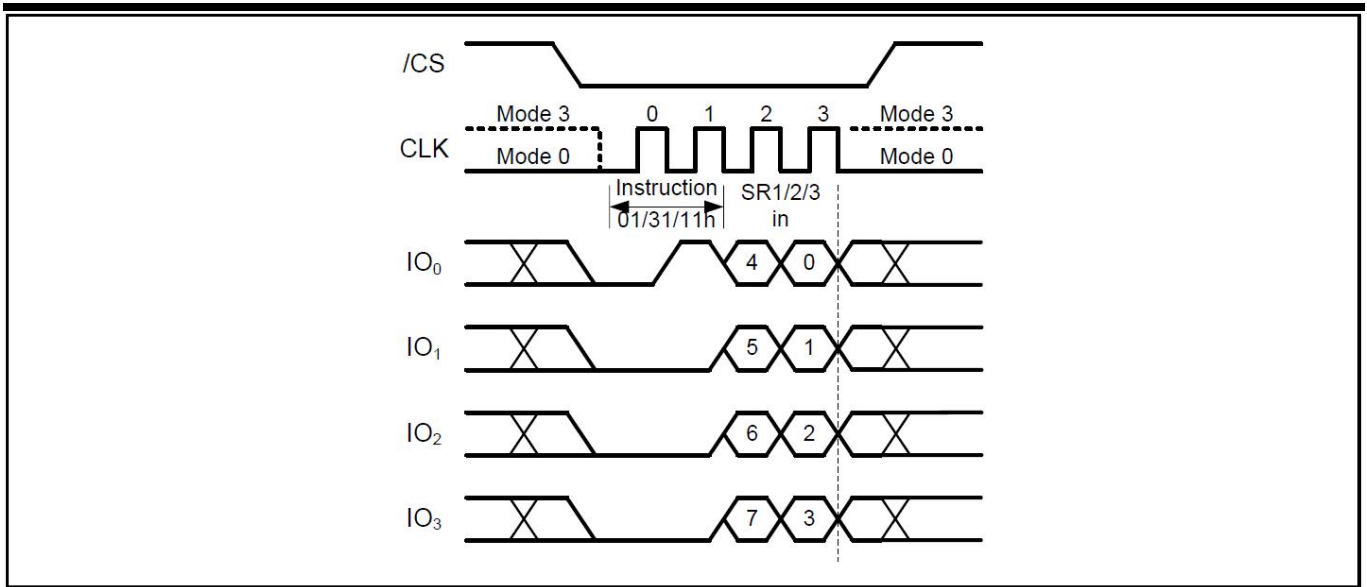 /CS
Mode 3 0 1 2 3 Mode 3
CLK
Mode 0 Mode 0
Instruction SR1/2/3
01/31/11h in
IO₀ 4 0
IO₁ 5 1
IO₂ 6 2
IO₃ 7 3